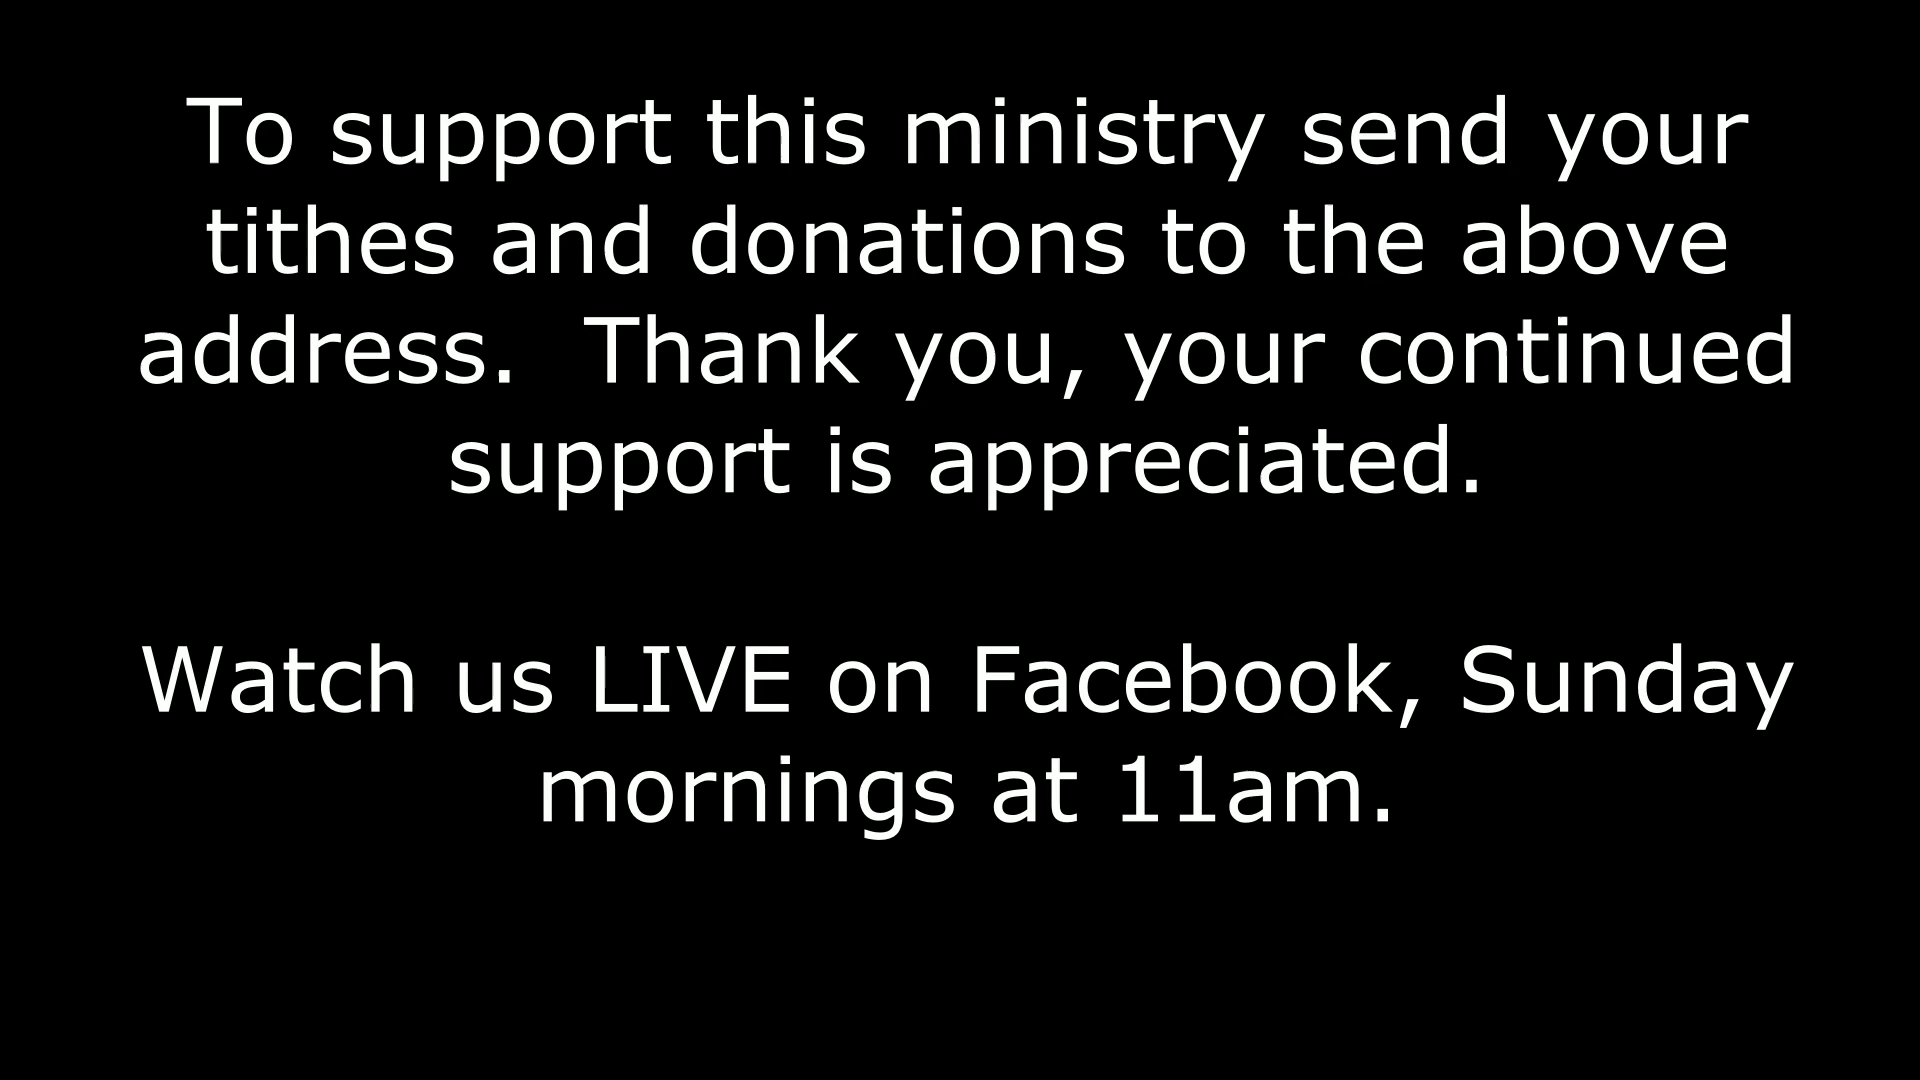 To support this ministry send your
tithes and donations to the above
address.  Thank you, your continued
support is appreciated.
Watch us LIVE on Facebook, Sunday
mornings at 11am.